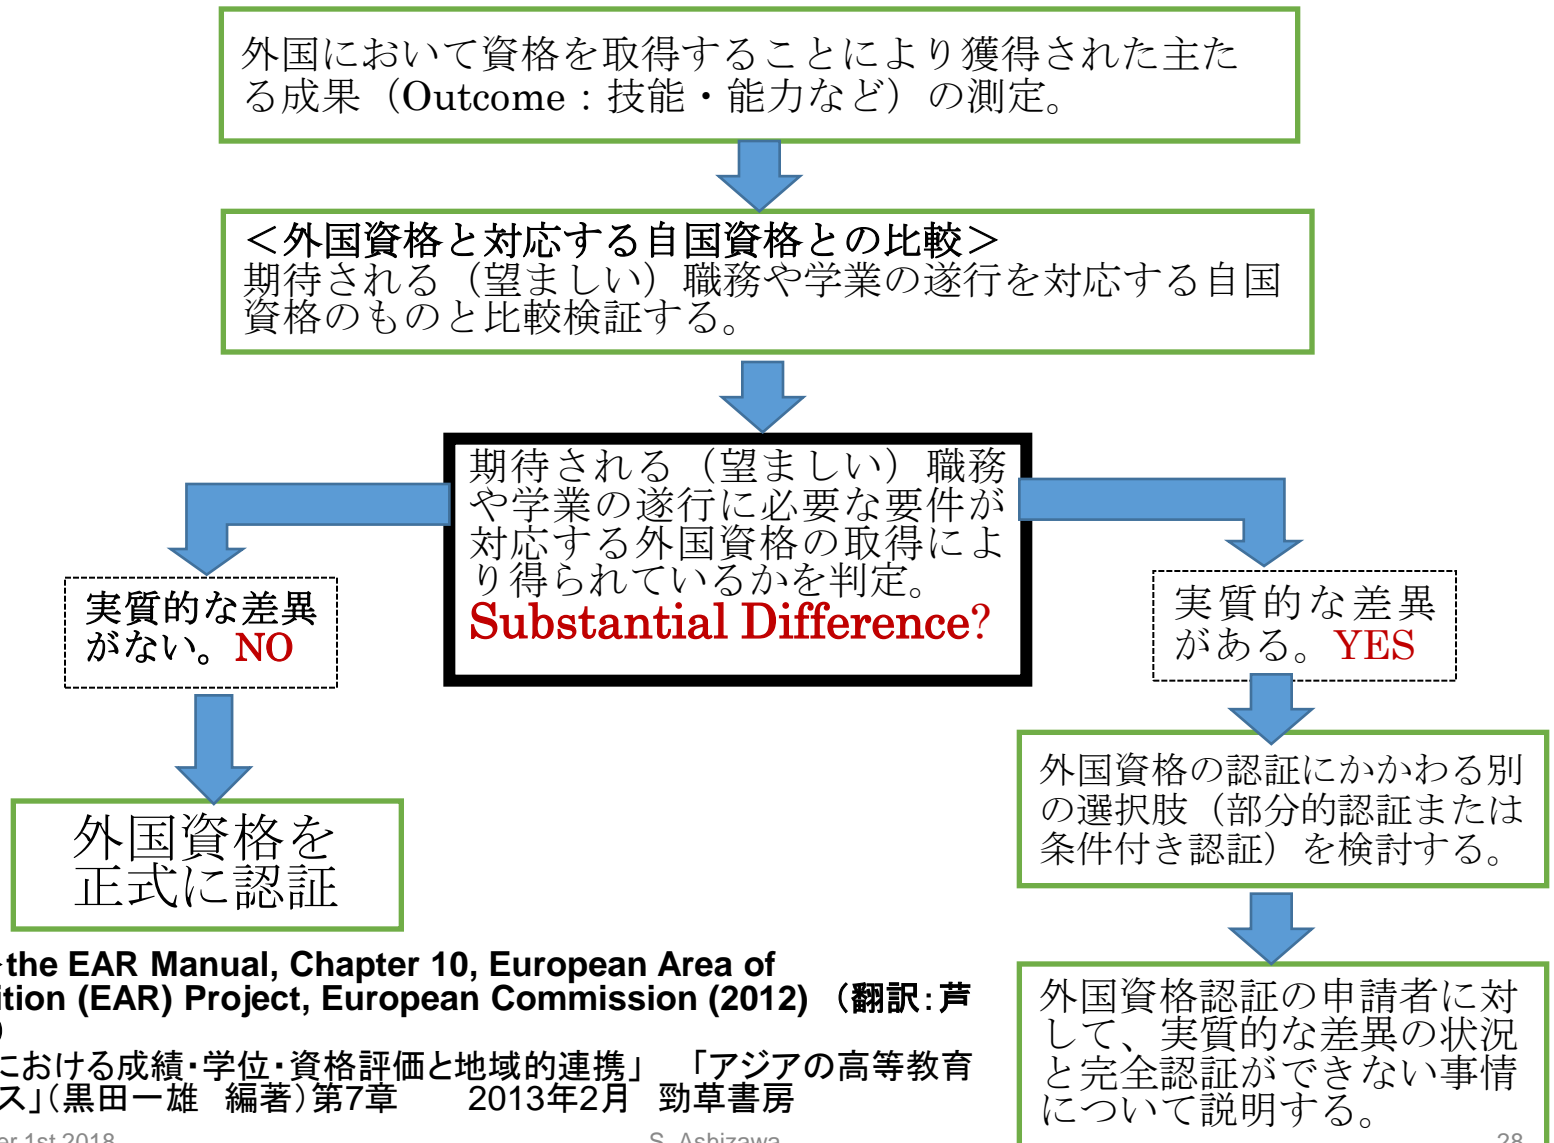 外国において資格を取得することにより獲得された主た
る成果（Outcome：技能・能力など）の測定。
＜外国資格と対応する自国資格との比較＞
期待される（望ましい）職務や学業の遂行を対応する自国
資格のものと比較検証する。
期待される（望ましい）職務
や学業の遂行に必要な要件が
対応する外国資格の取得によ
り得られているかを判定。
Substantial Difference?
実質的な差異
がない。NO
実質的な差異
がある。YES
外国資格を
正式に認証
外国資格の認証にかかわる別
の選択肢（部分的認証または
条件付き認証）を検討する。
外国資格認証の申請者に対
して、実質的な差異の状況
と完全認証ができない事情
について説明する。
the EAR Manual, Chapter 10, European Area of
ition (EAR) Project, European Commission (2012) （翻訳：芦
）
における成績・学位・資格評価と地域的連携」 「アジアの高等教育
ス」（黒田一雄 編著）第7章 2013年2月 勁草書房
er 1st 2018
S. Ashizawa
28